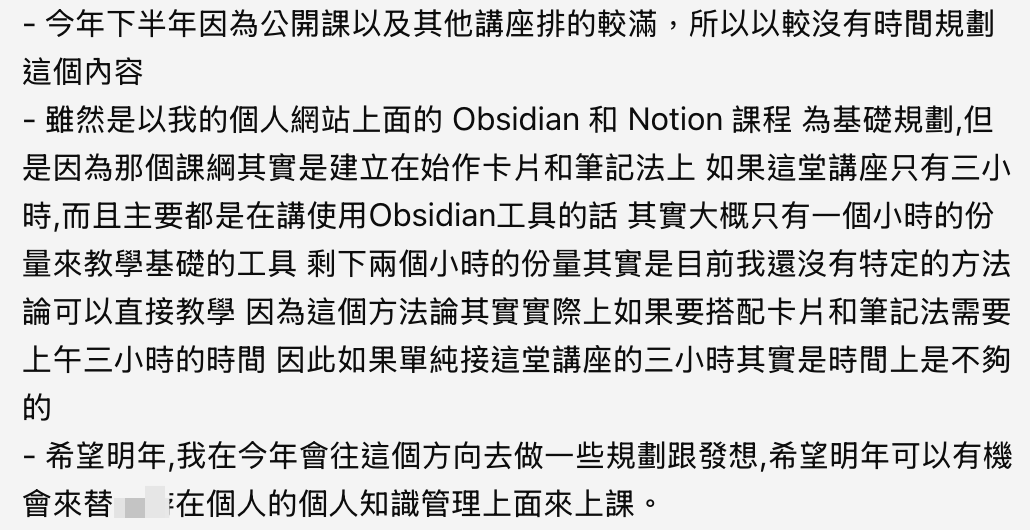 - 今年下半年因為公開課以及其他講座排的較滿，所以以較沒有時間規劃
這個內容
- 雖然是以我的個人網站上面的 Obsidian 和 Notion 課程 為基礎規劃,但
是因為那個課綱其實是建立在始作卡片和筆記法上 如果這堂講座只有三小
時,而且主要都是在講使用Obsidian工具的話 其實大概只有一個小時的份
量來教學基礎的工具 剩下兩個小時的份量其實是目前我還沒有特定的方法
論可以直接教學 因為這個方法論其實實際上如果要搭配卡片和筆記法需要
上午三小時的時間 因此如果單純接這堂講座的三小時其實是時間上是不夠
的
- 希望明年,我在今年會往這個方向去做一些規劃跟發想,希望明年可以有機
會來替在個人的個人知識管理上面來上課。